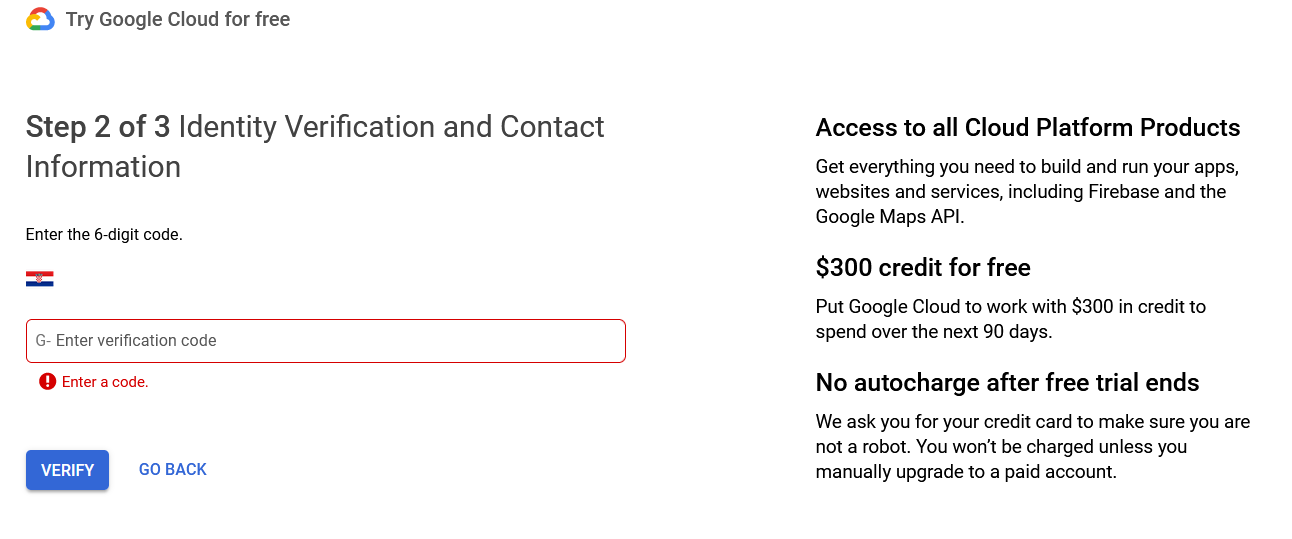 Try Google Cloud for free
Step 2 of 3 Identity Verification and Contact
Information
Enter the 6-digit code.
G- Enter verification code
Enter a code.
VERIFY GO BACK
Access to all Cloud Platform Products
Get everything you need to build and run your apps,
websites and services, including Firebase and the
Google Maps API.
$300 credit for free
Put Google Cloud to work with $300 in credit to
spend over the next 90 days.
No autocharge after free trial ends
We ask you for your credit card to make sure you are
not a robot. You won’t be charged unless you
manually upgrade to a paid account.